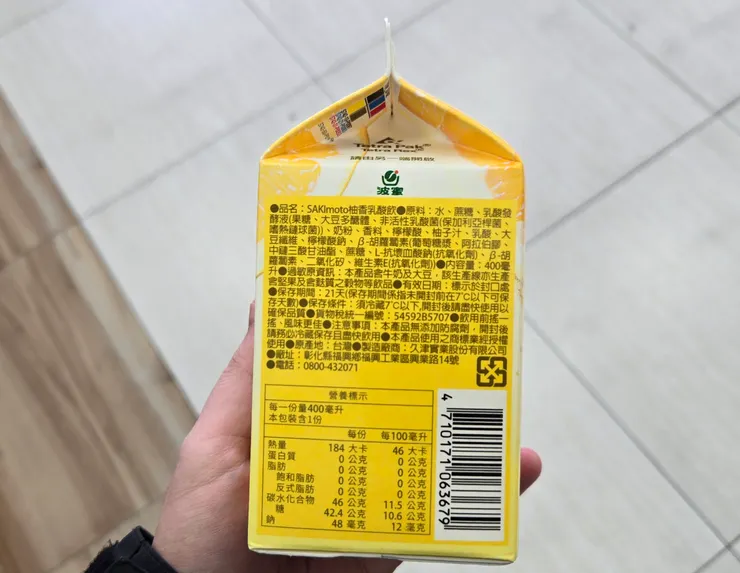 Tetra Pak®
Tetra Rex®
請由另一端開啟
波蜜
●品名：SAKImoto柚香乳酸飲●原料：水、蔗糖、乳酸發
酵液(果糖、大豆多醣體、非活性乳酸菌(保加利亞桿菌、
嗜熱鏈球菌))、奶粉、香料、檸檬酸、柚子汁、乳酸、大
豆纖維、檸檬酸鈉、β-胡蘿蔔素(葡萄糖漿、阿拉伯膠、
中鏈三酸甘油酯、蔗糖、L-抗壞血酸鈉(抗氧化劑)、β-胡
蘿蔔素、二氧化矽、維生素E(抗氧化劑))●內容量：400毫
升●過敏原資訊：本產品含牛奶及大豆，該生產線亦生產
含堅果及含麩質之穀物等飲品●有效日期：標示於封口處
●保存期間：21天(保存期間係指未開封前在7°C以下可保
存天數)●保存條件：須冷藏7°C以下,開封後請盡快使用以
確保品質●貨物稅統一編號：54592B5707●飲用前搖一
搖，風味更佳●注意事項：本產品無添加防腐劑，開封後
請務必冷藏保存且盡快飲用●本產品使用之商標業經授權
使用●原產地：台灣●製造廠商：久津實業股份有限公司
●廠址：彰化縣福興鄉福興工業區興業路14號
●電話：0800-432071
營養標示
每一份量400毫升
本包裝含1份
每份 每100毫升
熱量 184 大卡 46 大卡
蛋白質 0 公克 0 公克
脂肪 0 公克 0 公克
飽和脂肪 0 公克 0 公克
反式脂肪 0 公克 0 公克
碳水化合物 46 公克 11.5 公克
糖 42.4 公克 10.6 公克
鈉 48 毫克 12 毫克
4 710171 063679